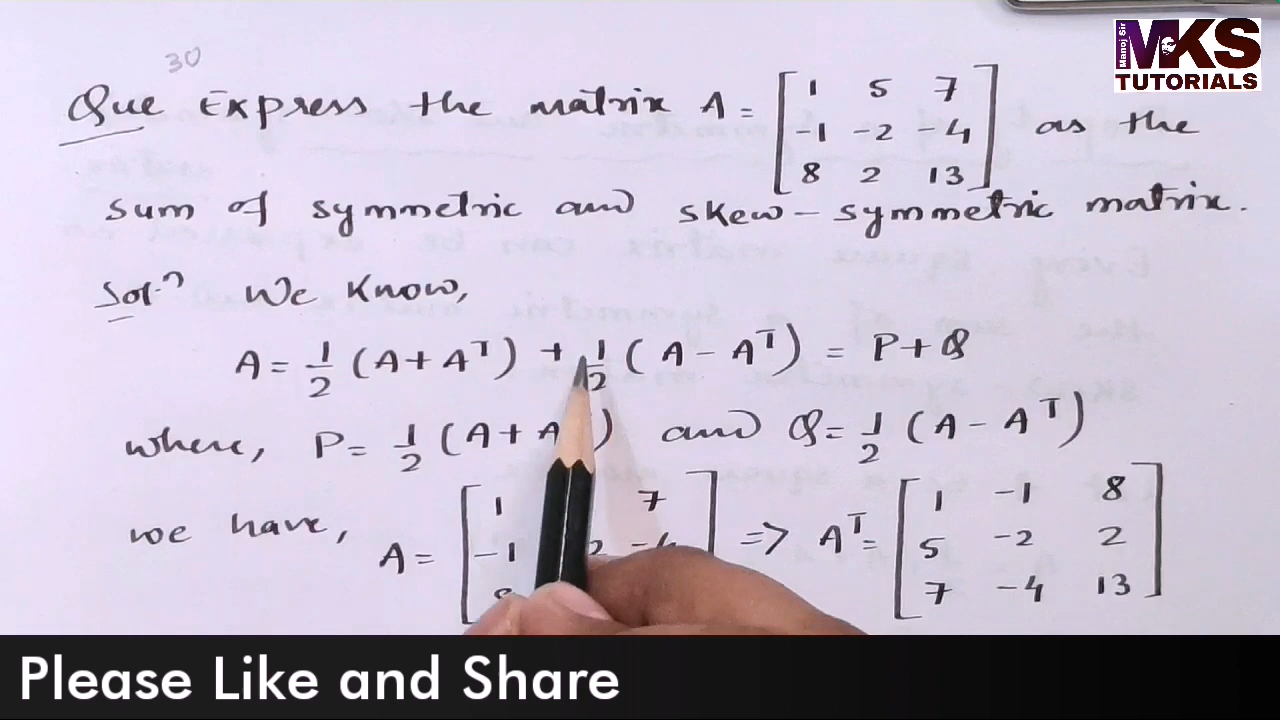 Manoj Sir
MKS
TUTORIALS
30
Que Express the matrix A = [ 1 5 7
-1 -2 -4
8 2 13 ] as the
sum of symmetric and skew-symmetric matrix.
Sol.ⁿ We know,
A = 1/2 (A + Aᵀ) + 1/2 (A - Aᵀ) = P + Q
where, P = 1/2 (A + A ) and Q = 1/2 (A - Aᵀ)
we have, A = [ 1 7
-1 2 -4
] => Aᵀ = [ 1 -1 8
5 -2 2
7 -4 13 ]
Please Like and Share